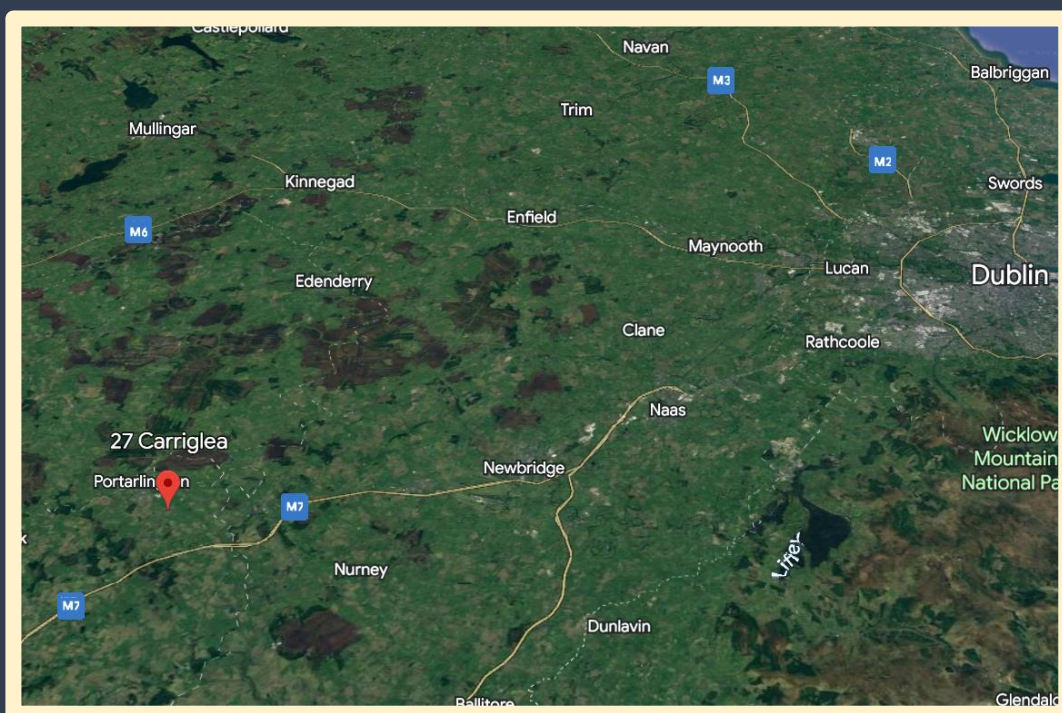 Castlepollard
Navan
M3
Balbriggan
Trim
Mullingar
M2
Kinnegad
Swords
Enfield
M6
Maynooth
Lucan
Dublin
Edenderry
Clane
Rathcoole
Naas
27 Carriglea
Wicklow
Mountain
National Pa
Newbridge
Portarlin n
M7
k
Liffey
Nurney
M7
Dunlavin
Ballitore
Glendalo